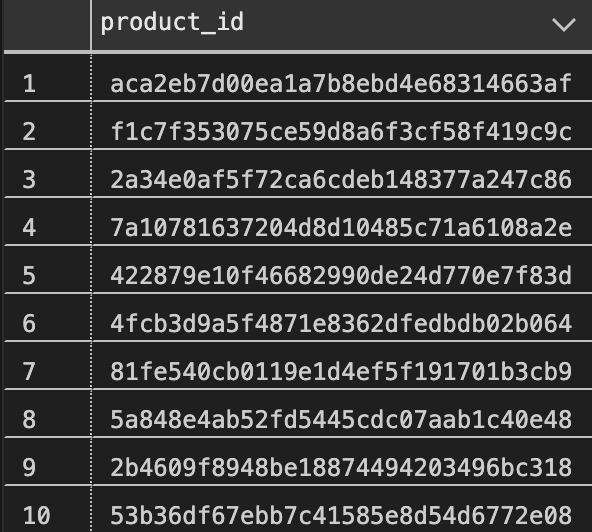 product_id
1 aca2eb7d00ea1a7b8ebd4e68314663af
2 f1c7f353075ce59d8a6f3cf58f419c9c
3 2a34e0af5f72ca6cdeb148377a247c86
4 7a10781637204d8d10485c71a6108a2e
5 422879e10f46682990de24d770e7f83d
6 4fcb3d9a5f4871e8362dfedbdb02b064
7 81fe540cb0119e1d4ef5f191701b3cb9
8 5a848e4ab52fd5445cdc07aab1c40e48
9 2b4609f8948be18874494203496bc318
10 53b36df67ebb7c41585e8d54d6772e08